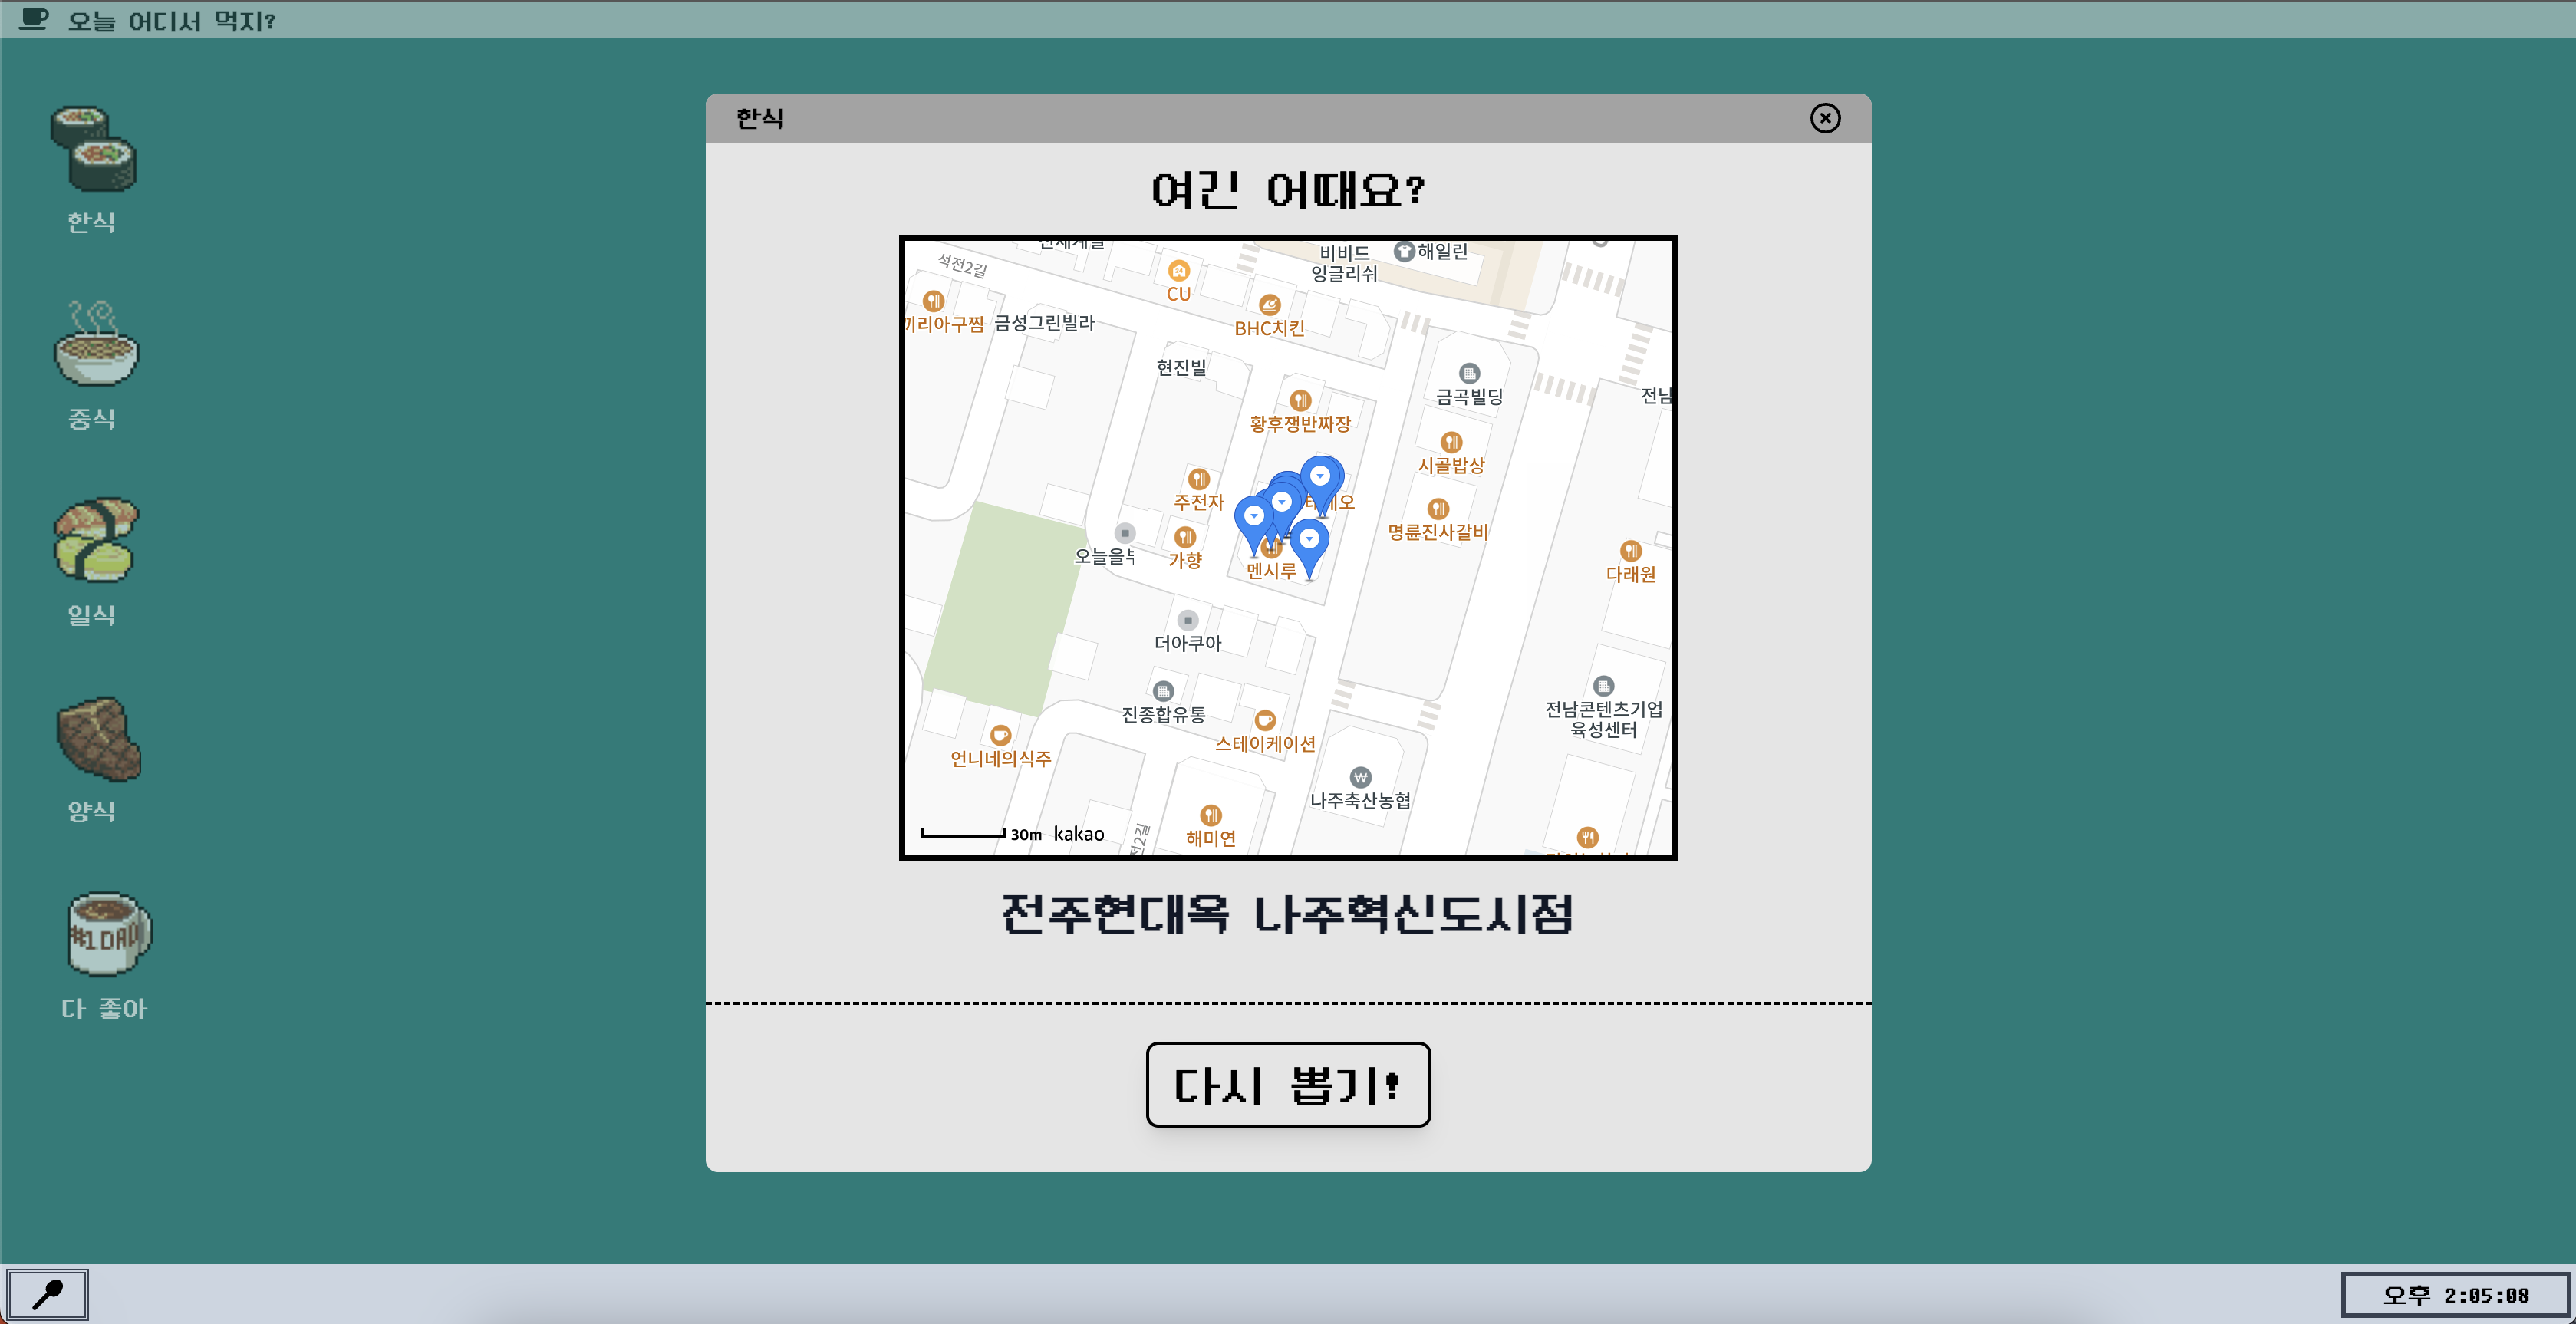 오늘 어디서 먹지?
한식
중식
일식
양식
#1 DAD
다 좋아
한식
여긴 어때요?
석전2길
CU
비비드
잉글리쉬
해일린
끼리아구찜
금성그린빌라
BHC치킨
현진빌
금곡빌딩
전남
황후쟁반짜장
시골밥상
주전자
명륜진사갈비
오늘을부
가향
멘시루
다래원
더아쿠아
진종합유통
전남콘텐츠기업
육성센터
스테이케이션
언니네의식주
나주축산농협
해미연
30m kakao
전주현대옥 나주혁신도시점
다시 뽑기!
오후 2:05:08